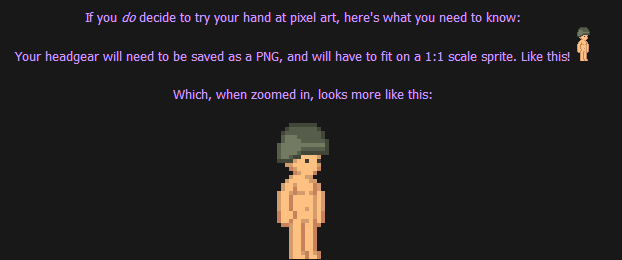 If you do decide to try your hand at pixel art, here's what you need to know:
Your headgear will need to be saved as a PNG, and will have to fit on a 1:1 scale sprite. Like this!
Which, when zoomed in, looks more like this: